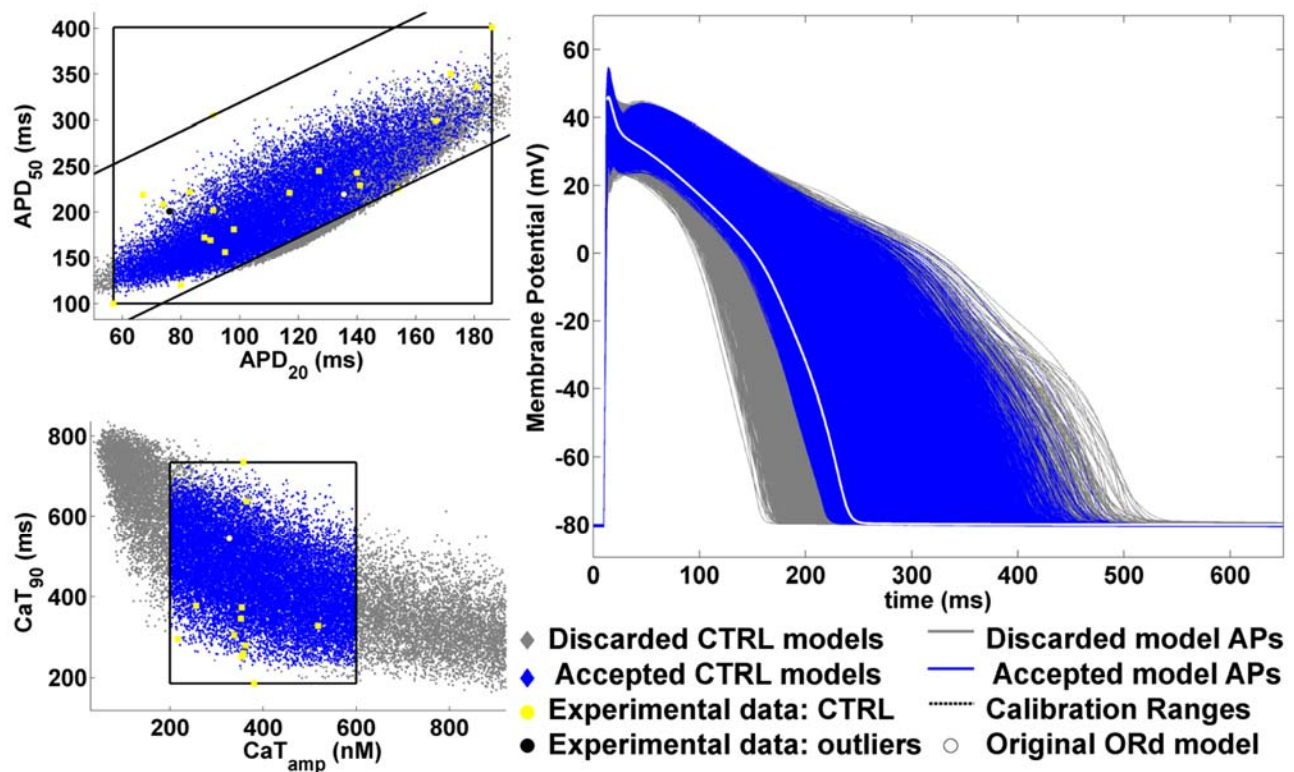 400
350
300
250
200
150
100
APD50 (ms)
60 80 100 120 140 160 180
APD20 (ms)
800
600
400
200
CaT90 (ms)
200 400 600 800
CaTamp (nM)
60
40
20
0
-20
-40
-60
-80
Membrane Potential (mV)
0 100 200 300 400 500 600
time (ms)
Discarded CTRL models
Accepted CTRL models
Experimental data: CTRL
Experimental data: outliers
Discarded model APs
Accepted model APs
Calibration Ranges
Original ORd model